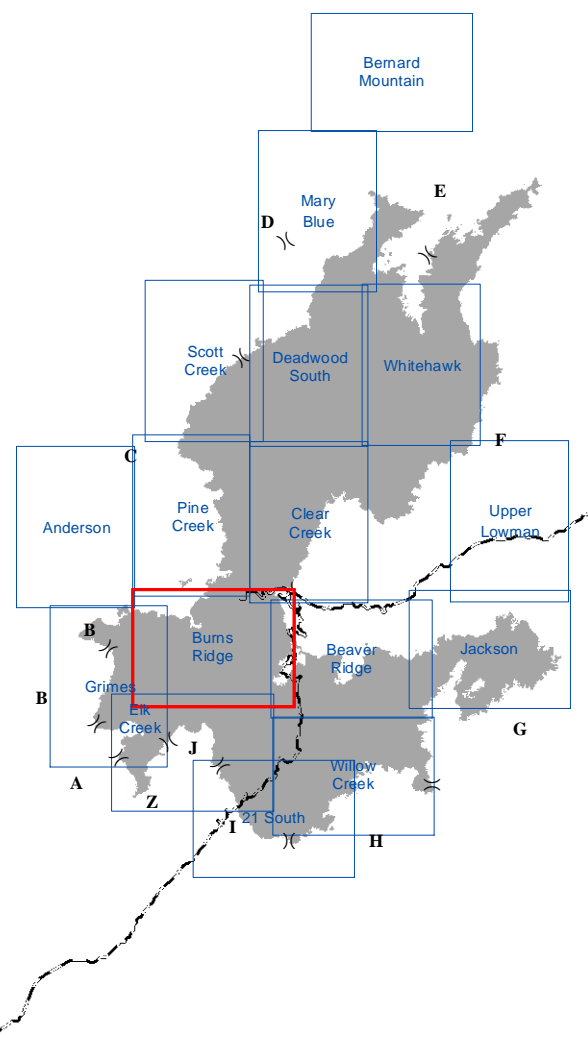 Bernard
Mountain
E
Mary
Blue
D
Scott
Creek
Deadwood
South
Whitehawk
F
C
Pine
Creek
Anderson
Clear
Creek
Upper
Lowman
B
Burns
Ridge
Beaver
Ridge
Jackson
Grimes
B
Elk
Creek
G
J
A
Z
Willow
Creek
I
21 South
H